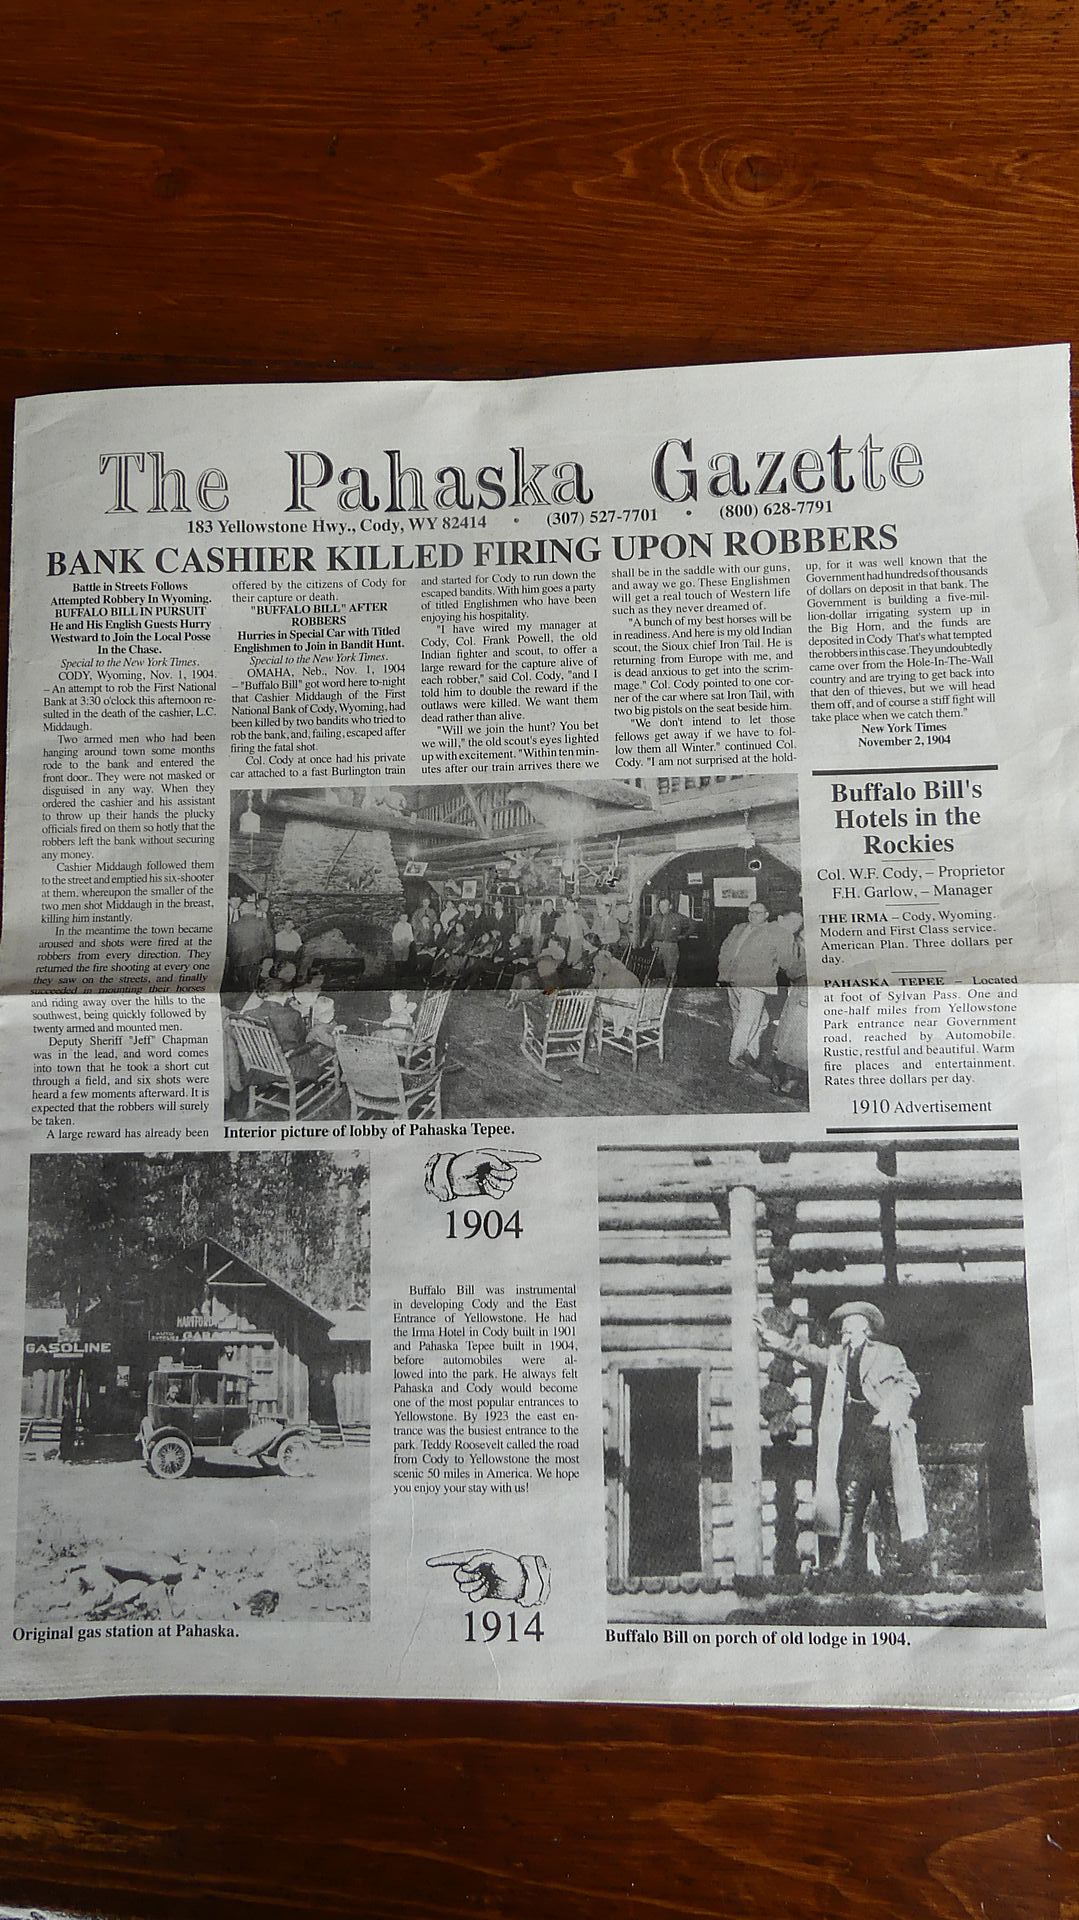 The Pahaska Gazette
183 Yellowstone Hwy., Cody, WY 82414 • (307) 527-7701 • (800) 628-7791
BANK CASHIER KILLED FIRING UPON ROBBERS
Battle in Streets Follows
Attempted Robbery In Wyoming.
BUFFALO BILL IN PURSUIT
He and His English Guests Hurry
Westward to Join the Local Posse
In the Chase.
Special to the New York Times.
CODY, Wyoming, Nov. 1, 1904.
– An attempt to rob the First National
Bank at 3:30 o'clock this afternoon re-
sulted in the death of the cashier, L.C.
Middaugh.
Two armed men who had been
hanging around town some months
rode to the bank and entered the
front door.. They were not masked or
disguised in any way. When they
ordered the cashier and his assistant
to throw up their hands the plucky
officials fired on them so hotly that the
robbers left the bank without securing
any money.
Cashier Middaugh followed them
to the street and emptied his six-shooter
at them, whereupon the smaller of the
two men shot Middaugh in the breast,
killing him instantly.
In the meantime the town became
aroused and shots were fired at the
robbers from every direction. They
returned the fire shooting at every one
they saw on the streets, and finally
succeeded in mounting their horses
and riding away over the hills to the
southwest, being quickly followed by
twenty armed and mounted men.
Deputy Sheriff "Jeff" Chapman
was in the lead, and word comes
into town that he took a short cut
through a field, and six shots were
heard a few moments afterward. It is
expected that the robbers will surely
be taken.
A large reward has already been
offered by the citizens of Cody for
their capture or death.
"BUFFALO BILL" AFTER
ROBBERS
Hurries in Special Car with Titled
Englishmen to Join in Bandit Hunt.
Special to the New York Times.
OMAHA, Neb., Nov. 1, 1904
– "Buffalo Bill" got word here to-night
that Cashier Middaugh of the First
National Bank of Cody, Wyoming, had
been killed by two bandits who tried to
rob the bank, and, failing, escaped after
firing the fatal shot.
Col. Cody at once had his private
car attached to a fast Burlington train
and started for Cody to run down the
escaped bandits. With him goes a party
of titled Englishmen who have been
enjoying his hospitality.
"I have wired my manager at
Cody, Col. Frank Powell, the old
Indian fighter and scout, to offer a
large reward for the capture alive of
each robber," said Col. Cody, "and I
told him to double the reward if the
outlaws were killed. We want them
dead rather than alive.
"Will we join the hunt? You bet
we will," the old scout's eyes lighted
up with excitement. "Within ten min-
utes after our train arrives there we
shall be in the saddle with our guns,
and away we go. These Englishmen
will get a real touch of Western life
such as they never dreamed of.
"A bunch of my best horses will be
in readiness. And here is my old Indian
scout, the Sioux chief Iron Tail. He is
returning from Europe with me, and
is dead anxious to get into the scrim-
mage." Col. Cody pointed to one cor-
ner of the car where sat Iron Tail, with
two big pistols on the seat beside him.
"We don't intend to let those
fellows get away if we have to fol-
low them all Winter." continued Col.
Cody. "I am not surprised at the hold-
up, for it was well known that the
Government had hundreds of thousands
of dollars on deposit in that bank. The
Government is building a five-mil-
lion-dollar irrigating system up in
the Big Horn, and the funds are
deposited in Cody That's what tempted
the robbers in this case. They undoubtedly
came over from the Hole-In-The-Wall
country and are trying to get back into
that den of thieves, but we will head
them off, and of course a stiff fight will
take place when we catch them."
New York Times
November 2, 1904
Buffalo Bill's
Hotels in the
Rockies
Col. W.F. Cody, – Proprietor
F.H. Garlow, – Manager
THE IRMA – Cody, Wyoming.
Modern and First Class service.
American Plan. Three dollars per
day.
PAHASKA TEPEE – Located
at foot of Sylvan Pass. One and
one-half miles from Yellowstone
Park entrance near Government
road, reached by Automobile.
Rustic, restful and beautiful. Warm
fire places and entertainment.
Rates three dollars per day.
1910 Advertisement
Interior picture of lobby of Pahaska Tepee.
GASOLINE
GARAGE
Original gas station at Pahaska.
1904
Buffalo Bill was instrumental
in developing Cody and the East
Entrance of Yellowstone. He had
the Irma Hotel in Cody built in 1901
and Pahaska Tepee built in 1904,
before automobiles were al-
lowed into the park. He always felt
Pahaska and Cody would become
one of the most popular entrances to
Yellowstone. By 1923 the east en-
trance was the busiest entrance to the
park. Teddy Roosevelt called the road
from Cody to Yellowstone the most
scenic 50 miles in America. We hope
you enjoy your stay with us!
1914
Buffalo Bill on porch of old lodge in 1904.